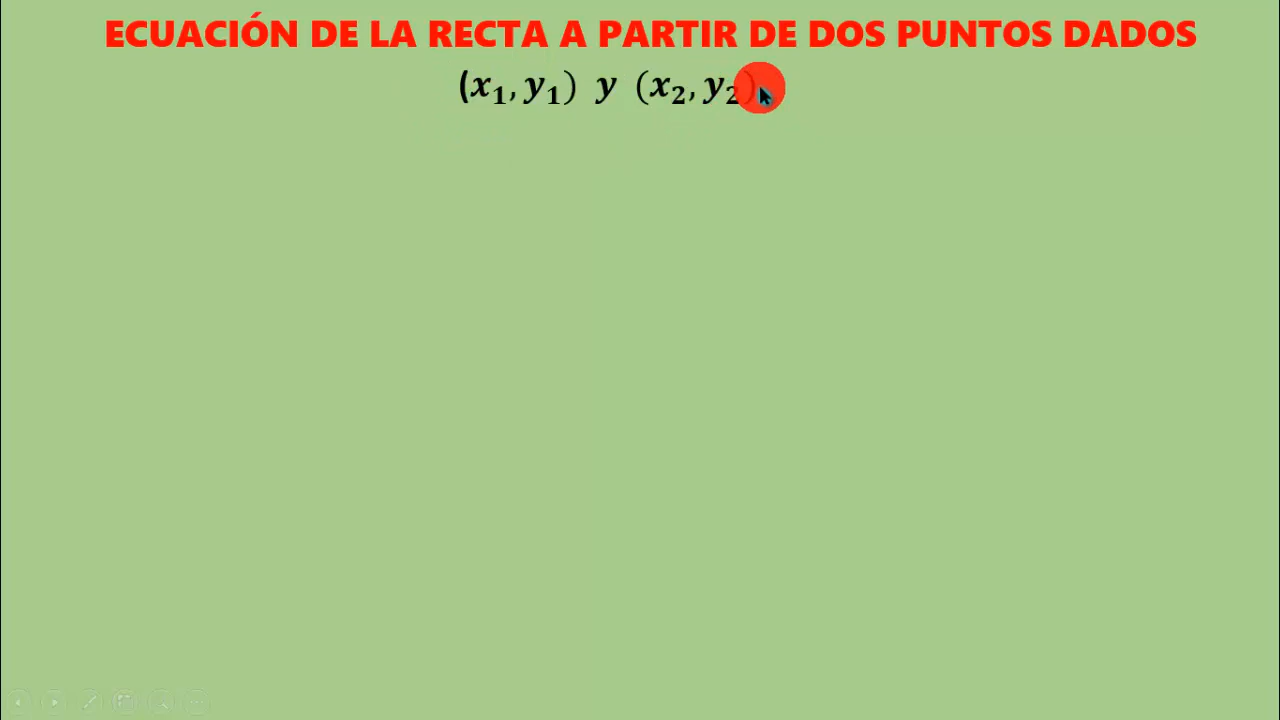 ECUACIÓN DE LA RECTA A PARTIR DE DOS PUNTOS DADOS
(x₁, y₁) y (x₂, y₂)